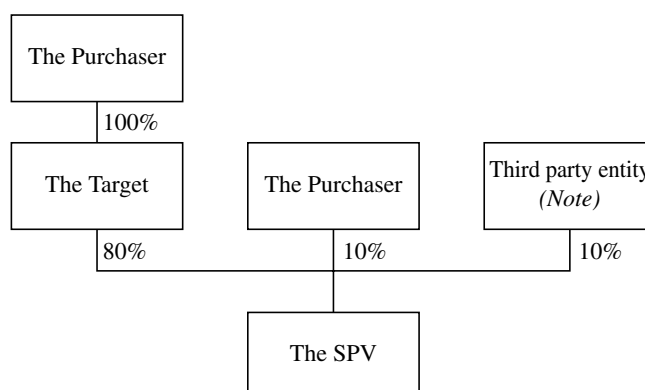 The Purchaser
100%
The Target
The Purchaser
Third party entity
(Note)
80%
10%
10%
The SPV